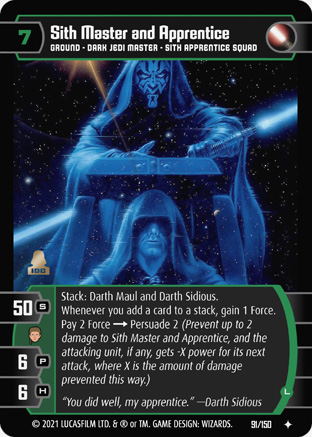 7 Sith Master and Apprentice
GROUND - DARK JEDI MASTER - SITH APPRENTICE SQUAD
IDC
50 S
6 P
6 H
Stack: Darth Maul and Darth Sidious.
Whenever you add a card to a stack, gain 1 Force.
Pay 2 Force → Persuade 2 (Prevent up to 2
damage to Sith Master and Apprentice, and the
attacking unit, if any, gets -X power for its next
attack, where X is the amount of damage
prevented this way.)
"You did well, my apprentice." —Darth Sidious
L
© 2021 LUCASFILM LTD. & ® or TM. GAME DESIGN: WIZARDS. 91/150